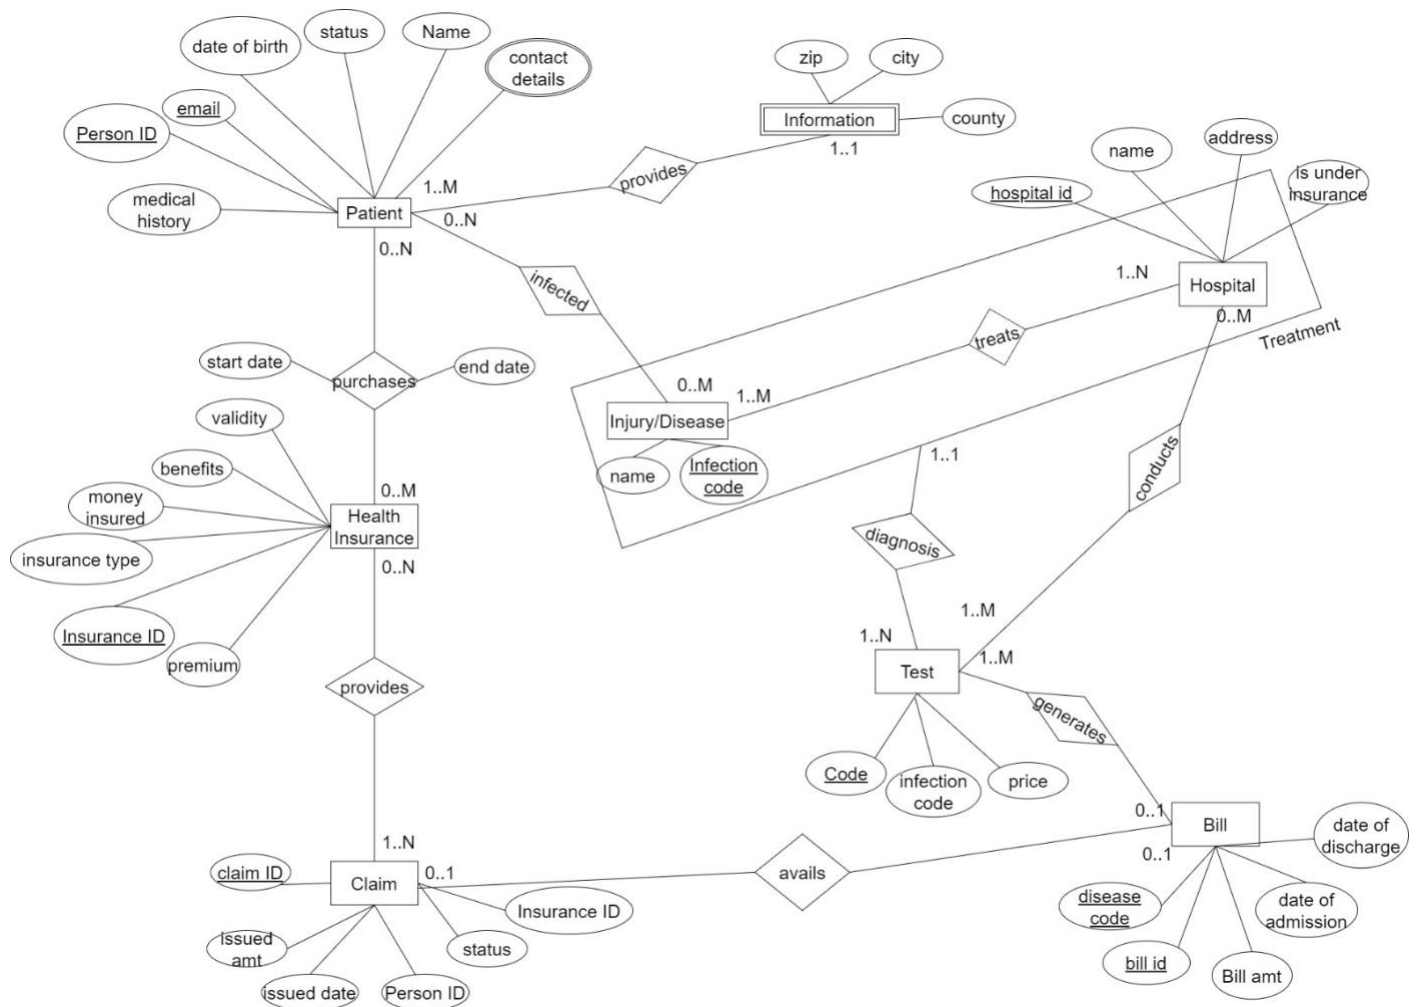 date of birth
status
Name
contact
details
zip
city
email
Person ID
Information
county
1..1
name
address
provides
is under
insurance
hospital id
medical
history
1..M
Patient
0..N
0..N
infected
1..N
Hospital
0..M
treats
Treatment
start date
purchases
end date
0..M
1..M
Injury/Disease
validity
name
Infection
code
1..1
conducts
benefits
money
insured
0..M
Health
Insurance
0..N
insurance type
diagnosis
Insurance ID
premium
1..M
1..N
1..M
Test
provides
generates
Code
infection
code
price
0..1
Bill
0..1
date of
discharge
1..N
claim ID
0..1
Claim
avails
Insurance ID
disease
code
date of
admission
issued
amt
status
bill id
Bill amt
issued date
Person ID